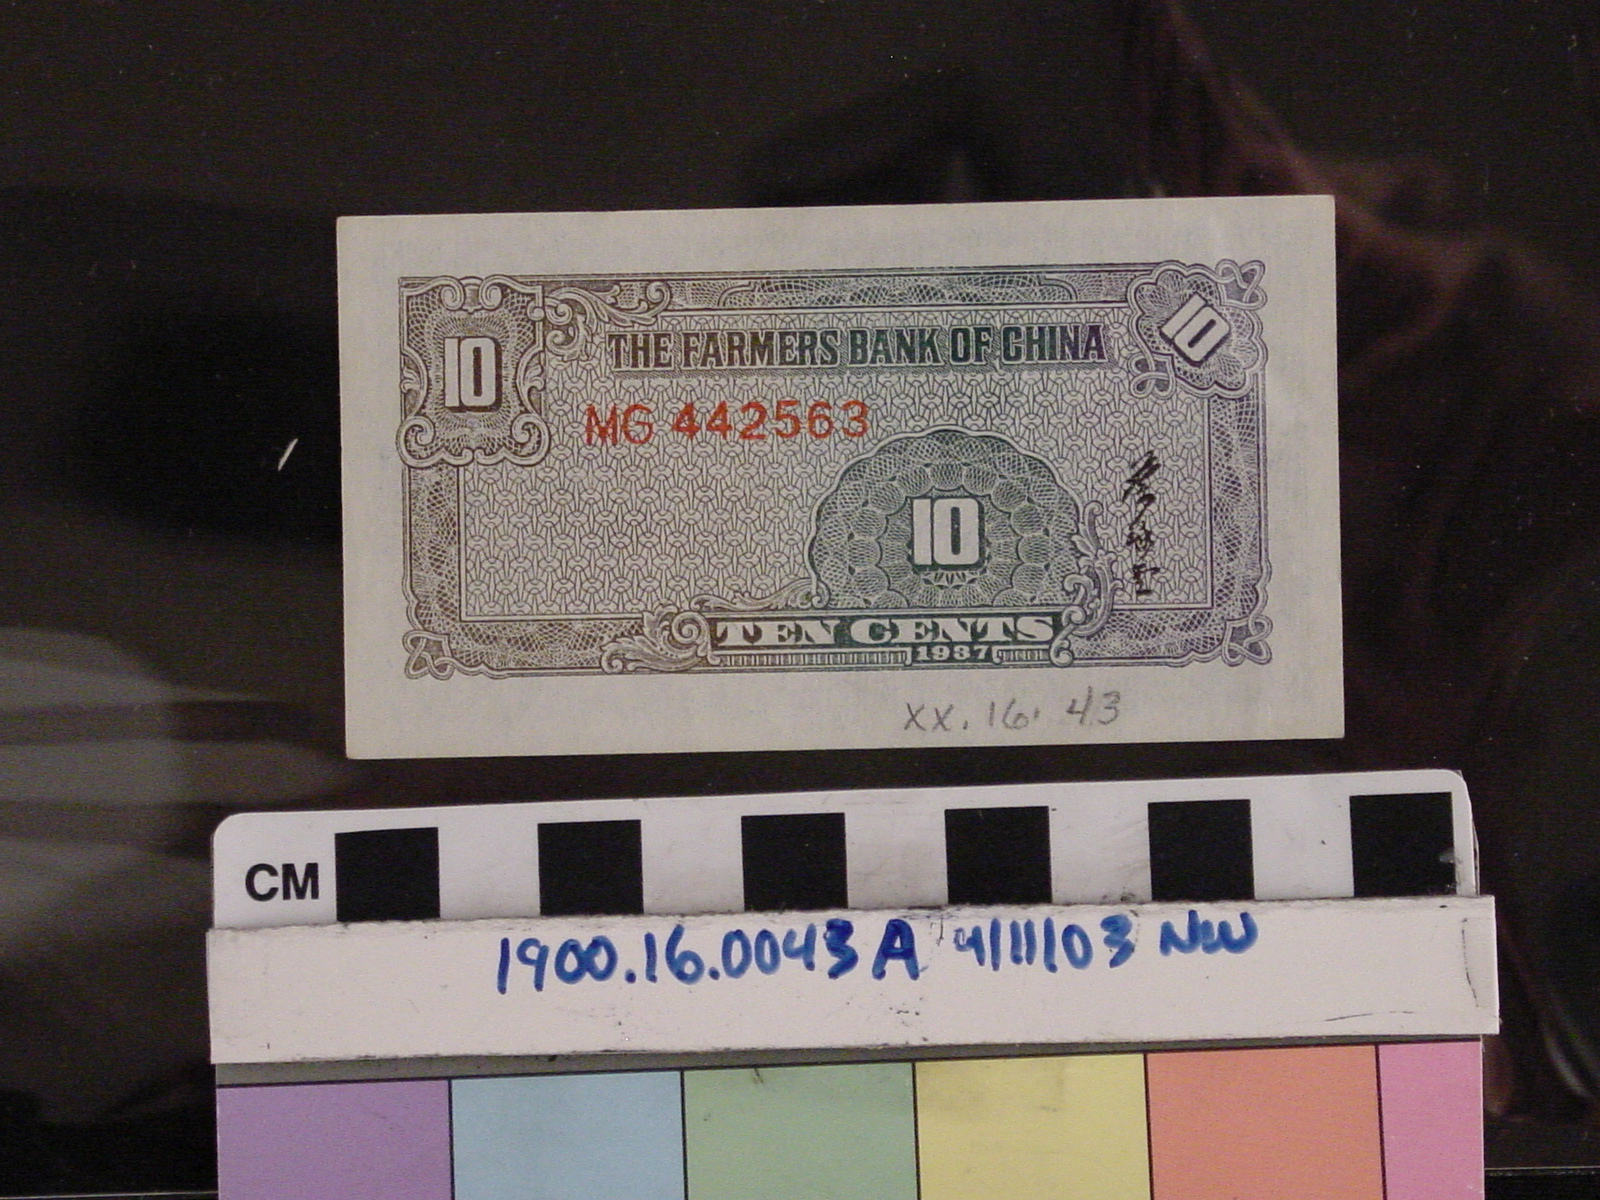 10
10
THE FARMERS BANK OF CHINA
MG 442563
10
TEN CENTS
1937
XX. 16. 43
CM
1900.16.0043 A 4/11/03 NW